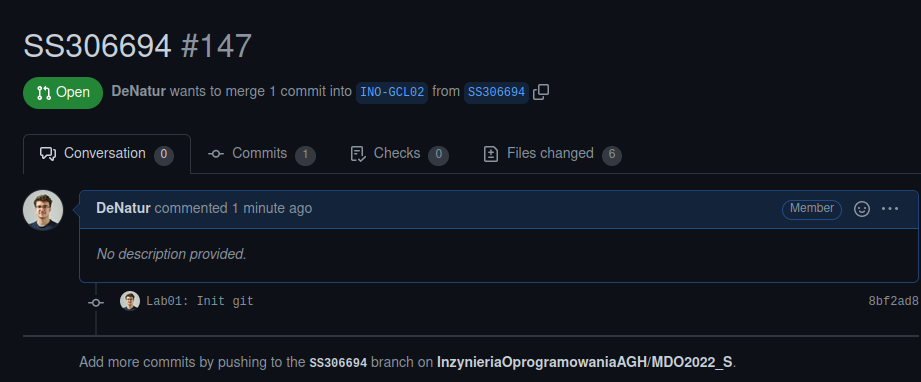 SS306694 #147
Open DeNatur wants to merge 1 commit into INO-GCL02 from SS306694
Conversation 0 Commits 1 Checks 0 Files changed 6
DeNatur commented 1 minute ago Member
No description provided.
Lab01: Init git 8bf2ad8
Add more commits by pushing to the SS306694 branch on InzynieriaOprogramowaniaAGH/MDO2022_S.